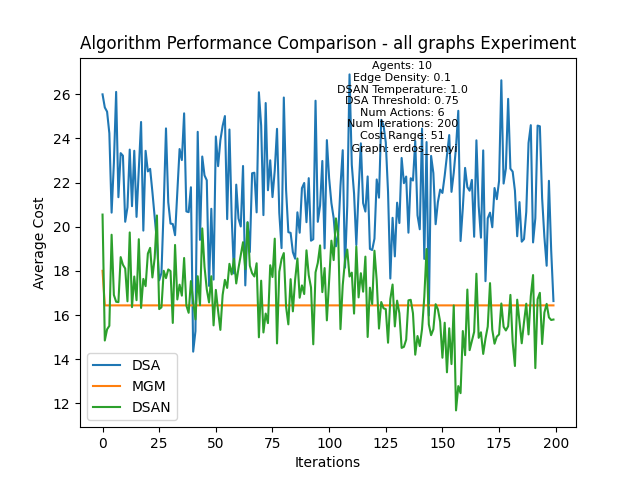 Algorithm Performance Comparison - all graphs Experiment
Agents: 10
Edge Density: 0.1
DSAN Temperature: 1.0
DSA Threshold: 0.75
Num Actions: 6
Num Iterations: 200
Cost Range: 51
Graph: erdos_renyi
Average Cost
26
24
22
20
18
16
14
12
DSA
MGM
DSAN
0
25
50
75
100
125
150
175
200
Iterations